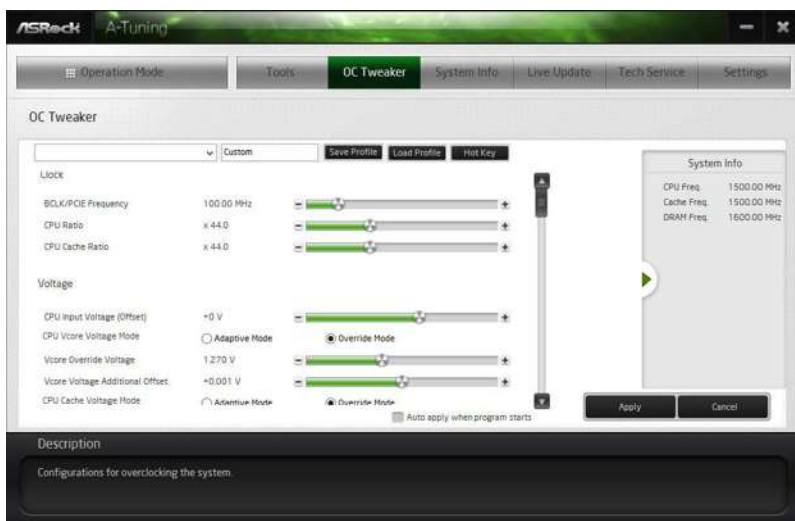 ASRock A-Tuning
Operation Mode Tools OC Tweaker System Info Live Update Tech Service Settings
OC Tweaker
Custom Save Profile Load Profile Hot Key
Clock
BCLK/PCIE Frequency 100.00 MHz
CPU Ratio x 44.0
CPU Cache Ratio x 44.0
Voltage
CPU Input Voltage (Offset) +0 V
CPU Vcore Voltage Mode Adaptive Mode Override Mode
Vcore Override Voltage 1.270 V
Vcore Voltage Additional Offset +0.001 V
CPU Cache Voltage Mode Adaptive Mode Override Mode
Auto apply when program starts
System Info
CPU Freq. 1500.00 MHz
Cache Freq. 1500.00 MHz
DRAM Freq. 1600.00 MHz
Apply Cancel
Description
Configurations for overclocking the system.